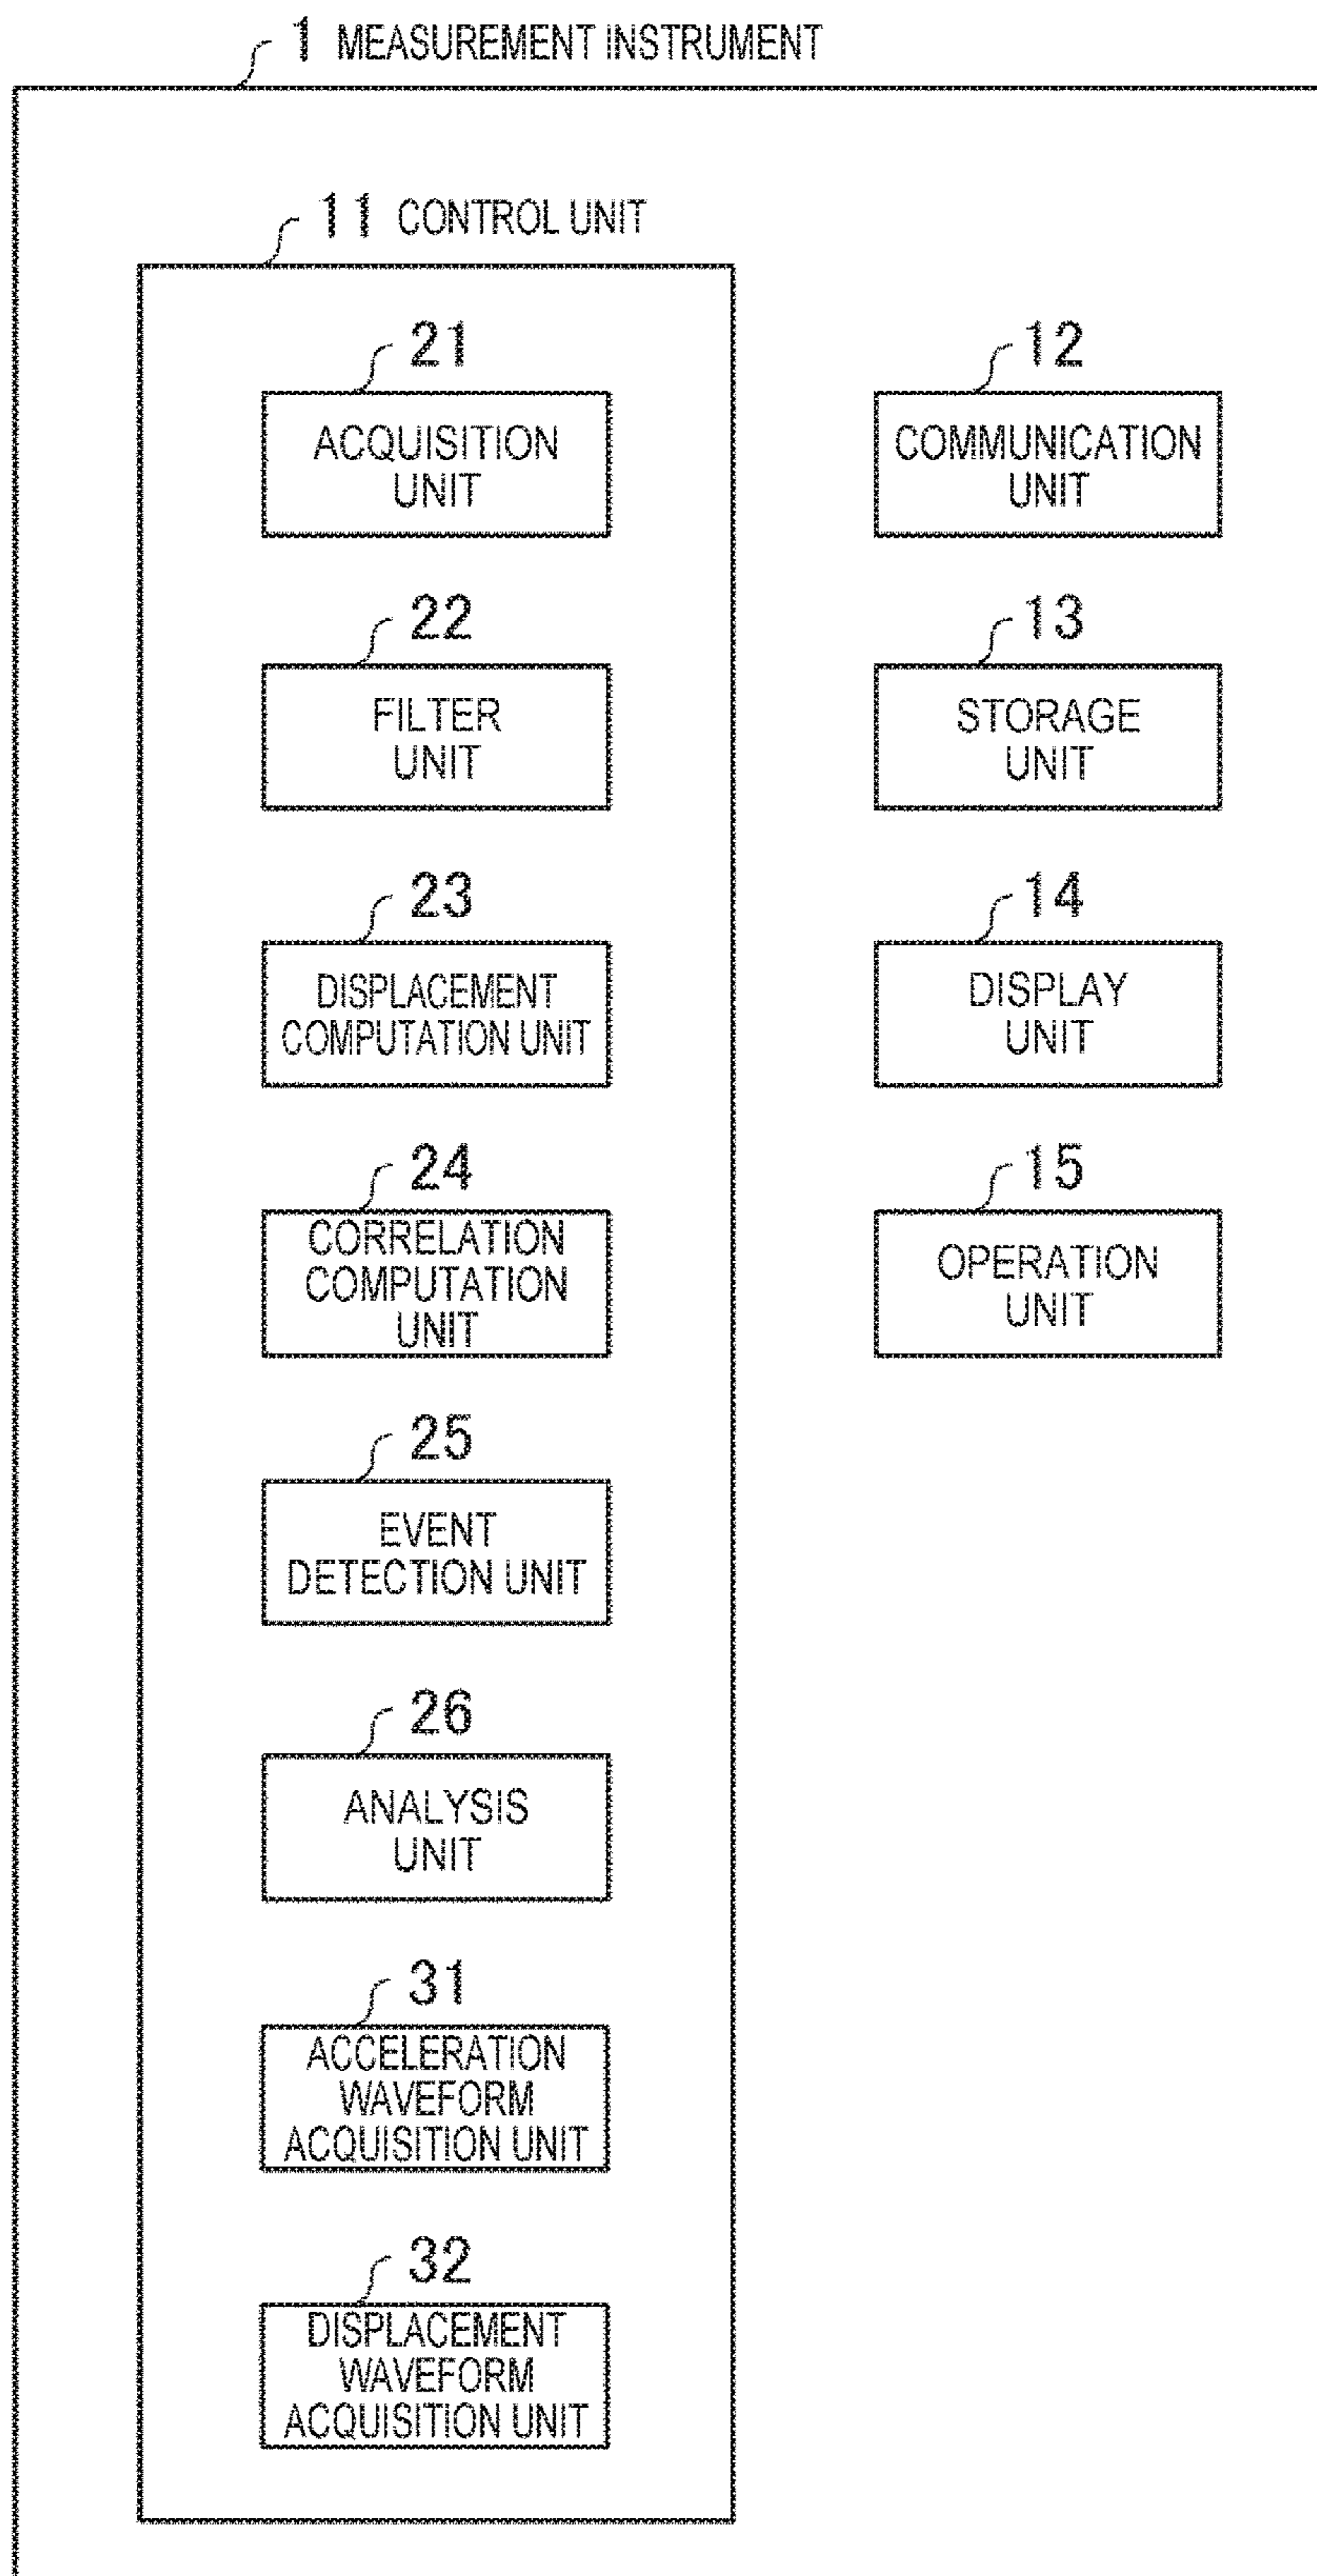 1 MEASUREMENT INSTRUMENT
11 CONTROL UNIT
21
ACQUISITION
UNIT
22
FILTER
UNIT
23
DISPLACEMENT
COMPUTATION UNIT
24
CORRELATION
COMPUTATION
UNIT
25
EVENT
DETECTION UNIT
26
ANALYSIS
UNIT
31
ACCELERATION
WAVEFORM
ACQUISITION UNIT
32
DISPLACEMENT
WAVEFORM
ACQUISITION UNIT
12
COMMUNICATION
UNIT
13
STORAGE
UNIT
14
DISPLAY
UNIT
15
OPERATION
UNIT